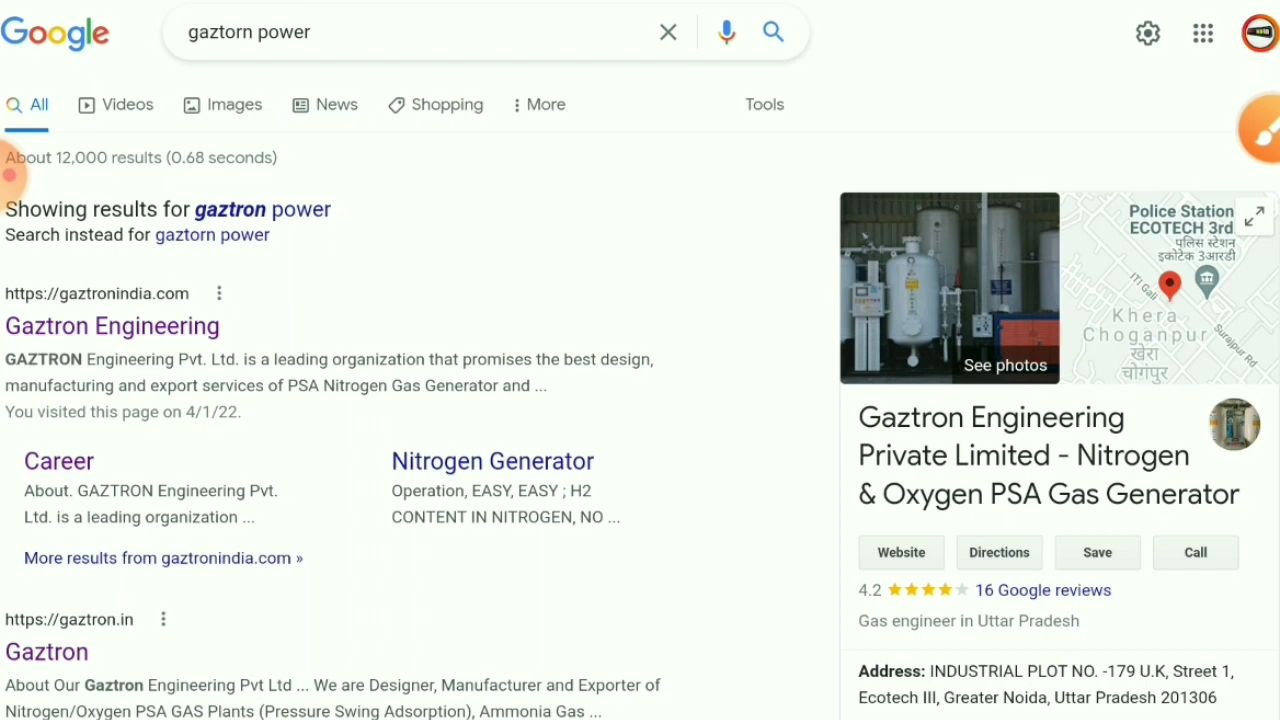 Google
gaztorn power
All
Videos
Images
News
Shopping
More
Tools
About 12,000 results (0.68 seconds)
Showing results for gaztron power
Search instead for gaztorn power
https://gaztronindia.com
Gaztron Engineering
GAZTRON Engineering Pvt. Ltd. is a leading organization that promises the best design,
manufacturing and export services of PSA Nitrogen Gas Generator and ...
You visited this page on 4/1/22.
Career
About. GAZTRON Engineering Pvt.
Ltd. is a leading organization ...
Nitrogen Generator
Operation, EASY, EASY ; H2
CONTENT IN NITROGEN, NO ...
More results from gaztronindia.com »
https://gaztron.in
Gaztron
About Our Gaztron Engineering Pvt Ltd ... We are Designer, Manufacturer and Exporter of
Nitrogen/Oxygen PSA GAS Plants (Pressure Swing Adsorption), Ammonia Gas ...
See photos
Police Station
ECOTECH 3rd
पुलिस स्टेशन
इकोटेक 3आरडी
ITI Gali
Khera
Choganpur
खेरा
चोगंपुर
Surajpur Rd
Gaztron Engineering
Private Limited - Nitrogen
& Oxygen PSA Gas Generator
Website
Directions
Save
Call
4.2
16 Google reviews
Gas engineer in Uttar Pradesh
Address: INDUSTRIAL PLOT NO. -179 U.K, Street 1,
Ecotech III, Greater Noida, Uttar Pradesh 201306